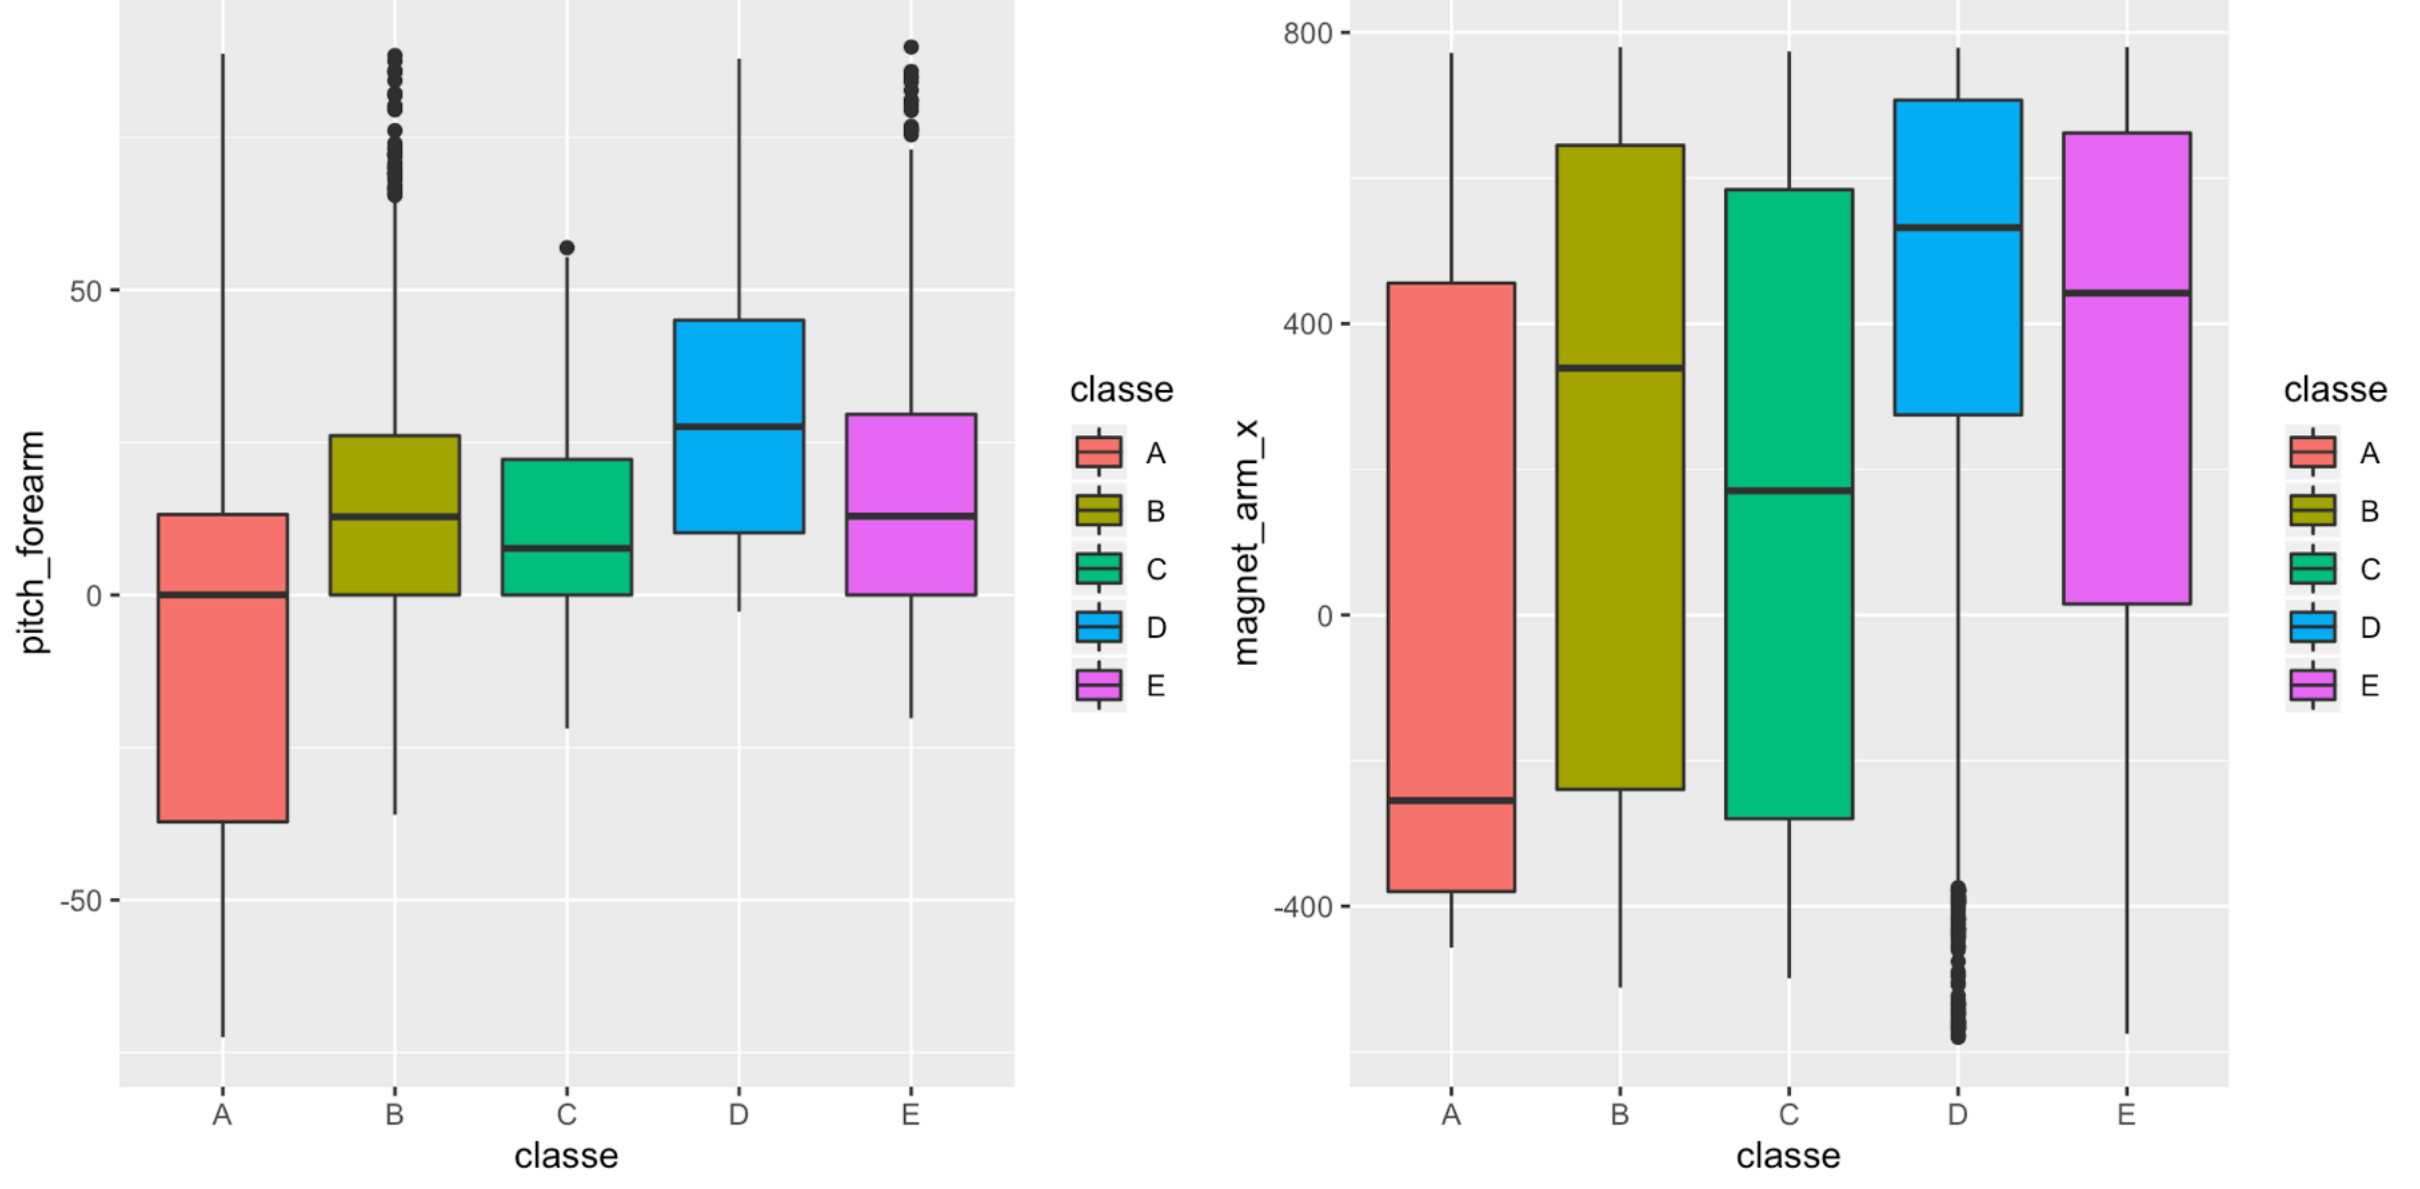 pitch_forearm
50
0
-50
A B C D E
classe
classe
A
B
C
D
E
magnet_arm_x
800
400
0
-400
A B C D E
classe
classe
A
B
C
D
E